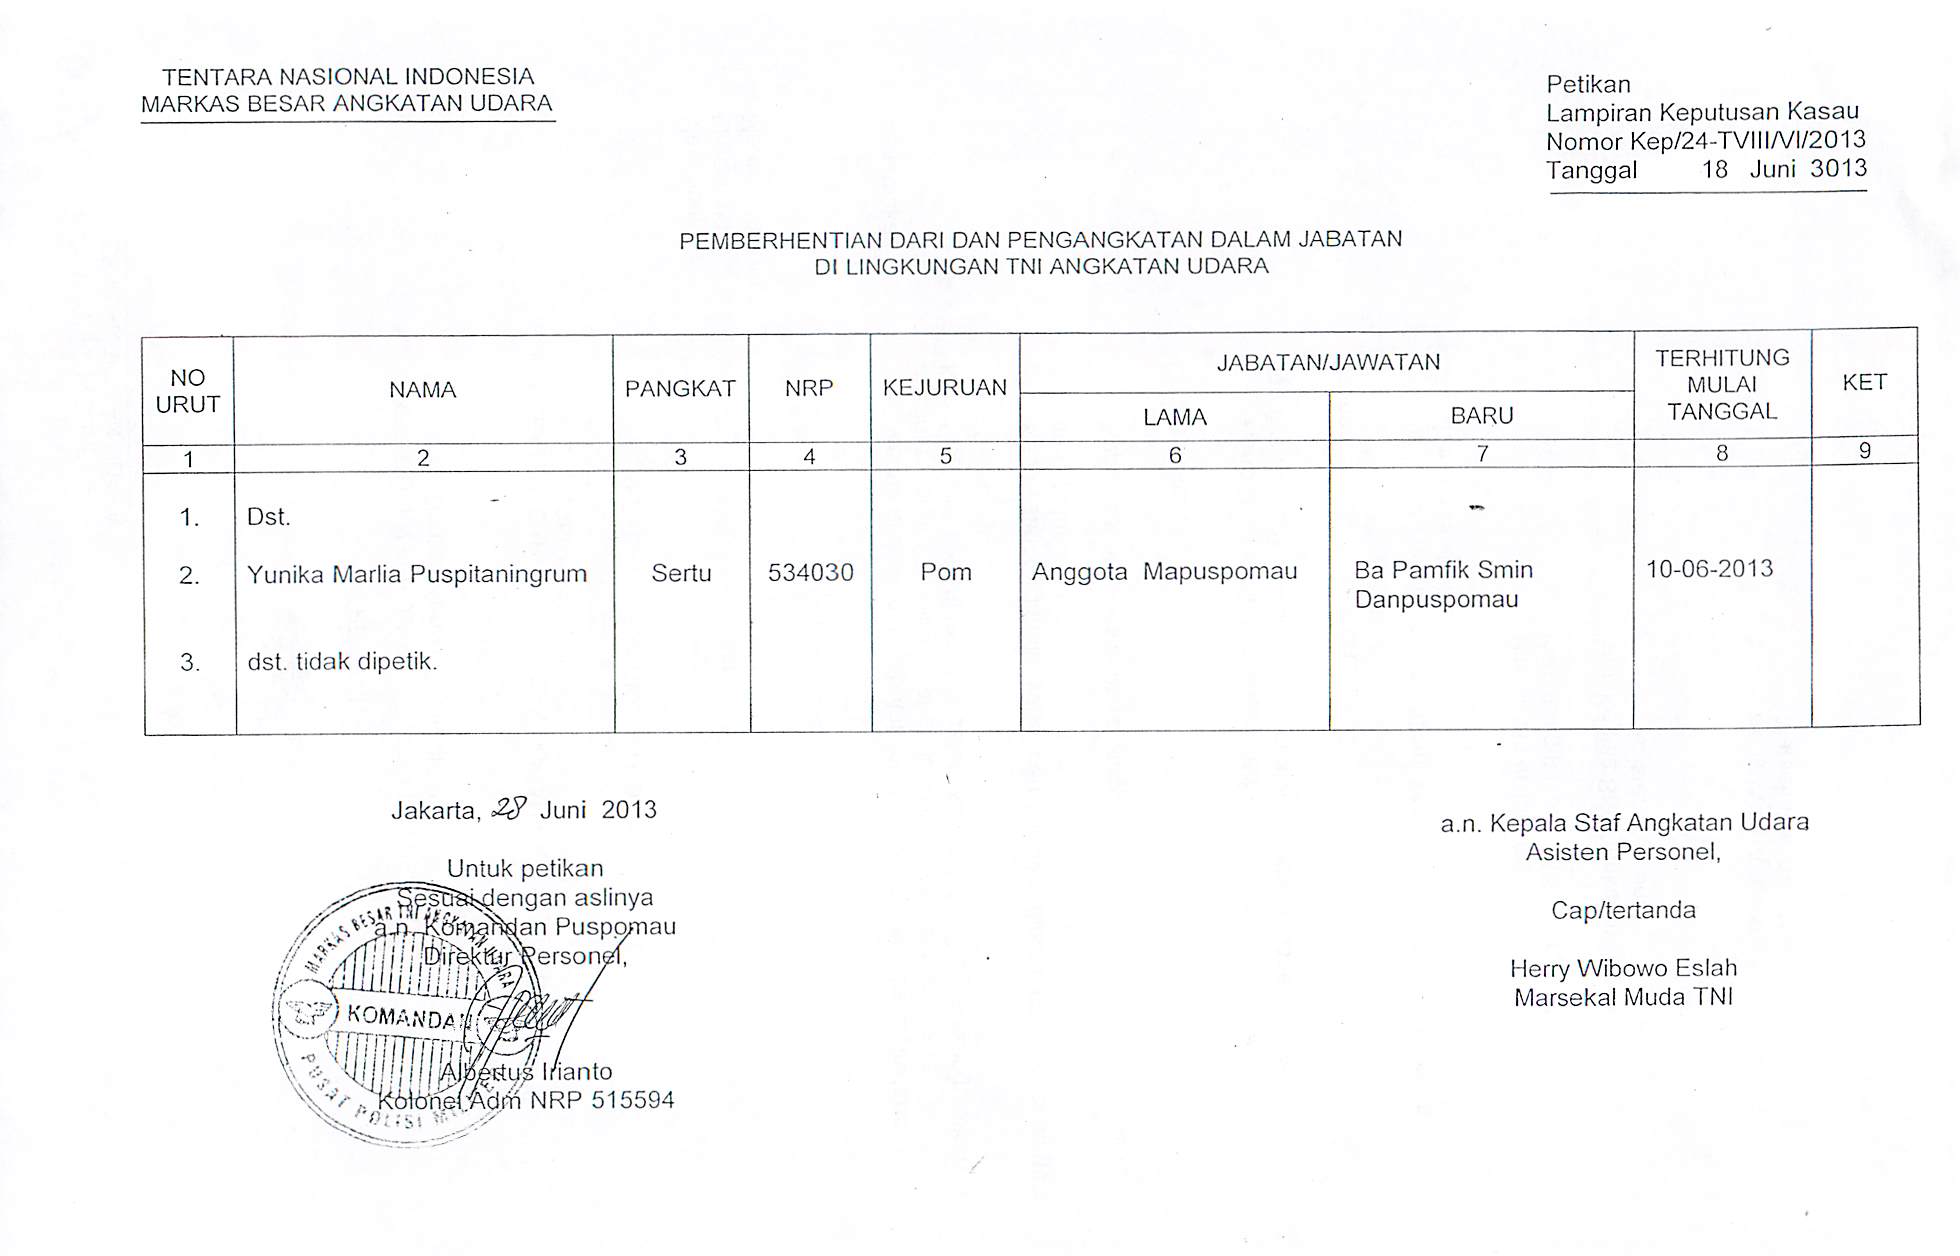 TENTARA NASIONAL INDONESIA
MARKAS BESAR ANGKATAN UDARA
Petikan
Lampiran Keputusan Kasau
Nomor Kep/24-TVIII/VI/2013
Tanggal 18 Juni 3013
PEMBERHENTIAN DARI DAN PENGANGKATAN DALAM JABATAN
DI LINGKUNGAN TNI ANGKATAN UDARA
NO URUT NAMA PANGKAT NRP KEJURUAN JABATAN/JAWATAN TERHITUNG MULAI TANGGAL KET
LAMA BARU
1 2 3 4 5 6 7 8 9
1. Dst. -
2. Yunika Marlia Puspitaningrum Sertu 534030 Pom Anggota Mapuspomau Ba Pamfik Smin 10-06-2013
Danpuspomau
3. dst. tidak dipetik.
Jakarta, 28 Juni 2013
Untuk petikan
Sesuai dengan aslinya
a.n. Komandan Puspomau
Direktur Personel,
MARKAS BESAR TNI ANGKATAN UDARA
KOMANDAN
PUSAT POLISI MILITER
Albertus Irianto
Kolonel Adm NRP 515594
a.n. Kepala Staf Angkatan Udara
Asisten Personel,
Cap/tertanda
Herry Wibowo Eslah
Marsekal Muda TNI